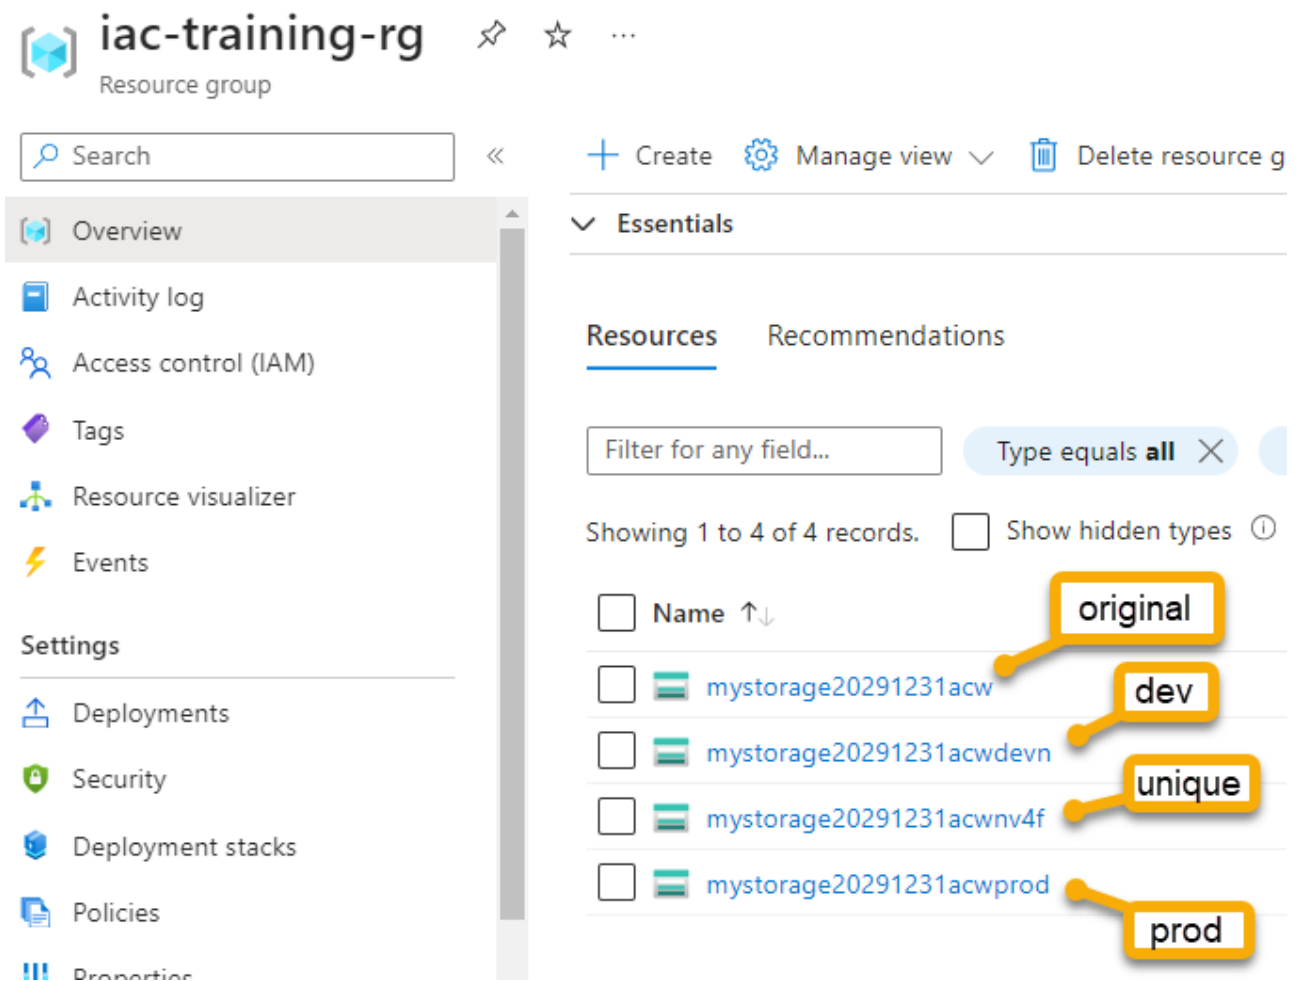 iac-training-rg
Resource group
Search
Create
Manage view
Delete resource g
Overview
Essentials
Activity log
Access control (IAM)
Resources
Recommendations
Tags
Filter for any field...
Type equals all
Resource visualizer
Showing 1 to 4 of 4 records.
Show hidden types
Events
Name
original
Settings
mystorage20291231acw
dev
Deployments
mystorage20291231acwdevn
Security
unique
mystorage20291231acwnv4f
Deployment stacks
mystorage20291231acwprod
Policies
prod
Properties